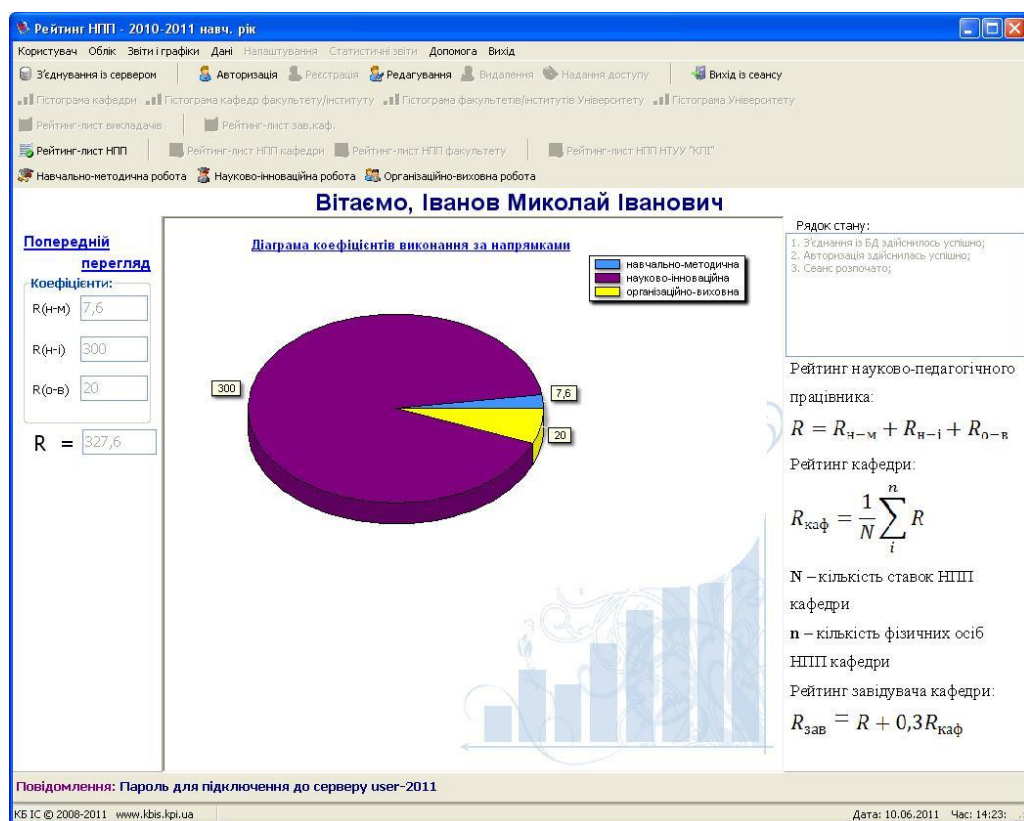 Рейтинг НПП - 2010-2011 навч. рік
Користувач Облік Звіти і графіки Дані Налаштування Статистичні звіти Допомога Вихід
З'єднування із сервером Авторизація Реєстрація Редагування Видалення Надання доступу Вихід із сеансу
Гістограма кафедри Гістограма кафедр факультету/інституту Гістограма факультетів/інститутів Університету Гістограма Університету
Рейтинг-лист викладачів Рейтинг-лист зав.каф.
Рейтинг-лист НПП Рейтинг-лист НПП кафедри Рейтинг-лист НПП факультету Рейтинг-лист НПП НТУУ "КПІ"
Навчально-методична робота Науково-інноваційна робота Організаційно-виховна робота
Вітаємо, Іванов Миколай Іванович
Попередній
перегляд
Коефіцієнти:
R(н-м) 7,6
R(н-і) 300
R(о-в) 20
R = 327,6
Діаграма коефіцієнтів виконання за напрямками
навчально-методична
науково-інноваційна
організаційно-виховна
300
7,6
20
Рядок стану:
1. З'єднання із БД здійснилось успішно;
2. Авторизація здійснилась успішно;
3. Сеанс розпочато;
Рейтинг науково-педагогічного
працівника:
R = Rн−м + Rн−і + Rо−в
Рейтинг кафедри:
Rкаф = 1/N ∑ⁿᵢ R
N – кількість ставок НПП
кафедри
n – кількість фізичних осіб
НПП кафедри
Рейтинг завідувача кафедри:
Rзав = R + 0,3Rкаф
Повідомлення: Пароль для підключення до серверу user-2011
КБ ІС © 2008-2011 www.kbis.kpi.ua Дата: 10.06.2011 Час: 14:23: